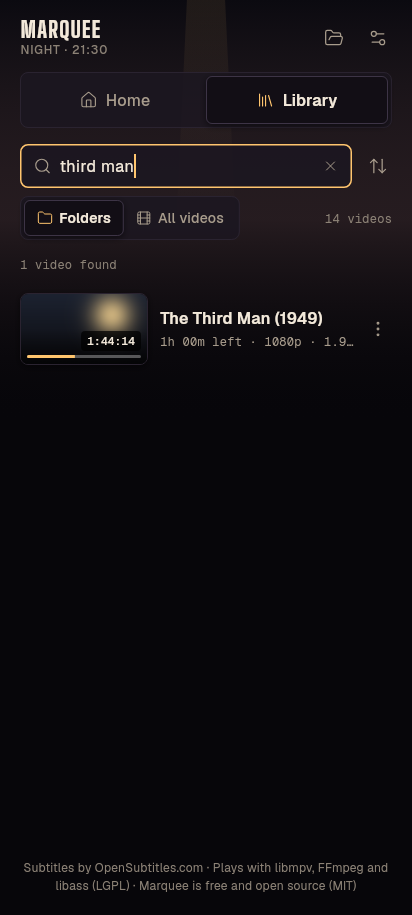 MARQUEE
NIGHT · 21:30
Home
Library
third man
Folders
All videos
14 videos
1 video found
1:44:14
The Third Man (1949)
1h 00m left · 1080p · 1.9…
Subtitles by OpenSubtitles.com · Plays with libmpv, FFmpeg and
libass (LGPL) · Marquee is free and open source (MIT)